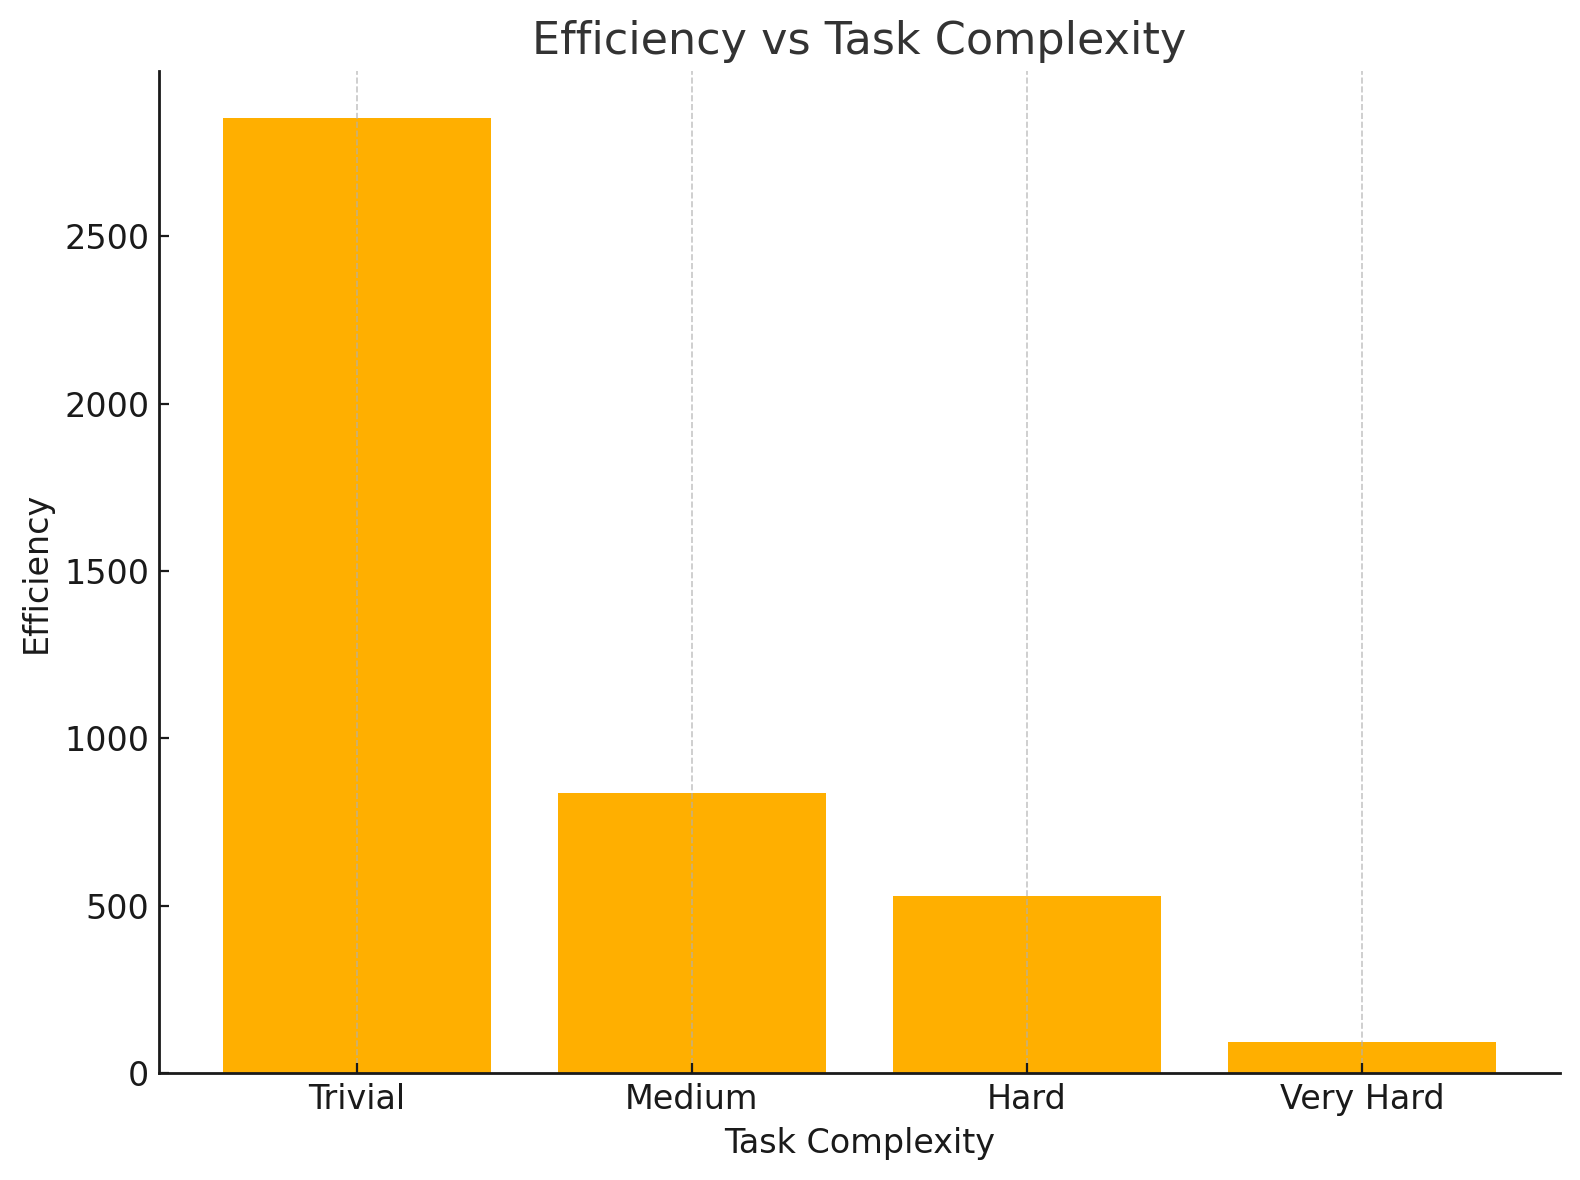 Efficiency vs Task Complexity
Efficiency
2500
2000
1500
1000
500
0
Trivial
Medium
Hard
Very Hard
Task Complexity